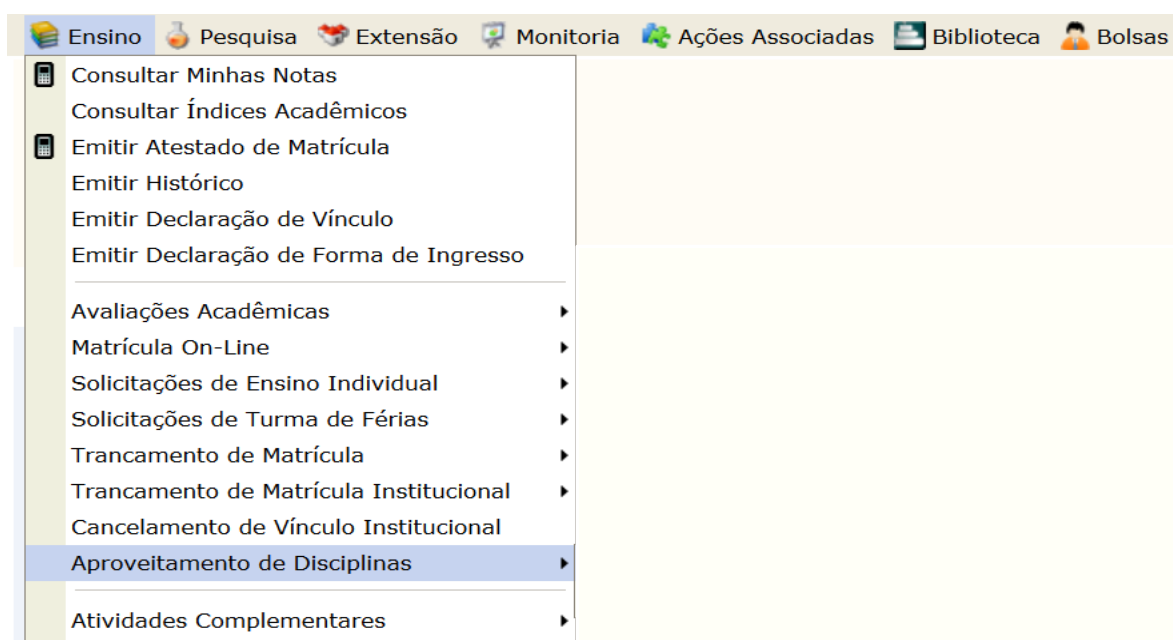 Ensino Pesquisa Extensão Monitoria Ações Associadas Biblioteca Bolsas
Consultar Minhas Notas
Consultar Índices Acadêmicos
Emitir Atestado de Matrícula
Emitir Histórico
Emitir Declaração de Vínculo
Emitir Declaração de Forma de Ingresso
Avaliações Acadêmicas
Matrícula On-Line
Solicitações de Ensino Individual
Solicitações de Turma de Férias
Trancamento de Matrícula
Trancamento de Matrícula Institucional
Cancelamento de Vínculo Institucional
Aproveitamento de Disciplinas
Atividades Complementares